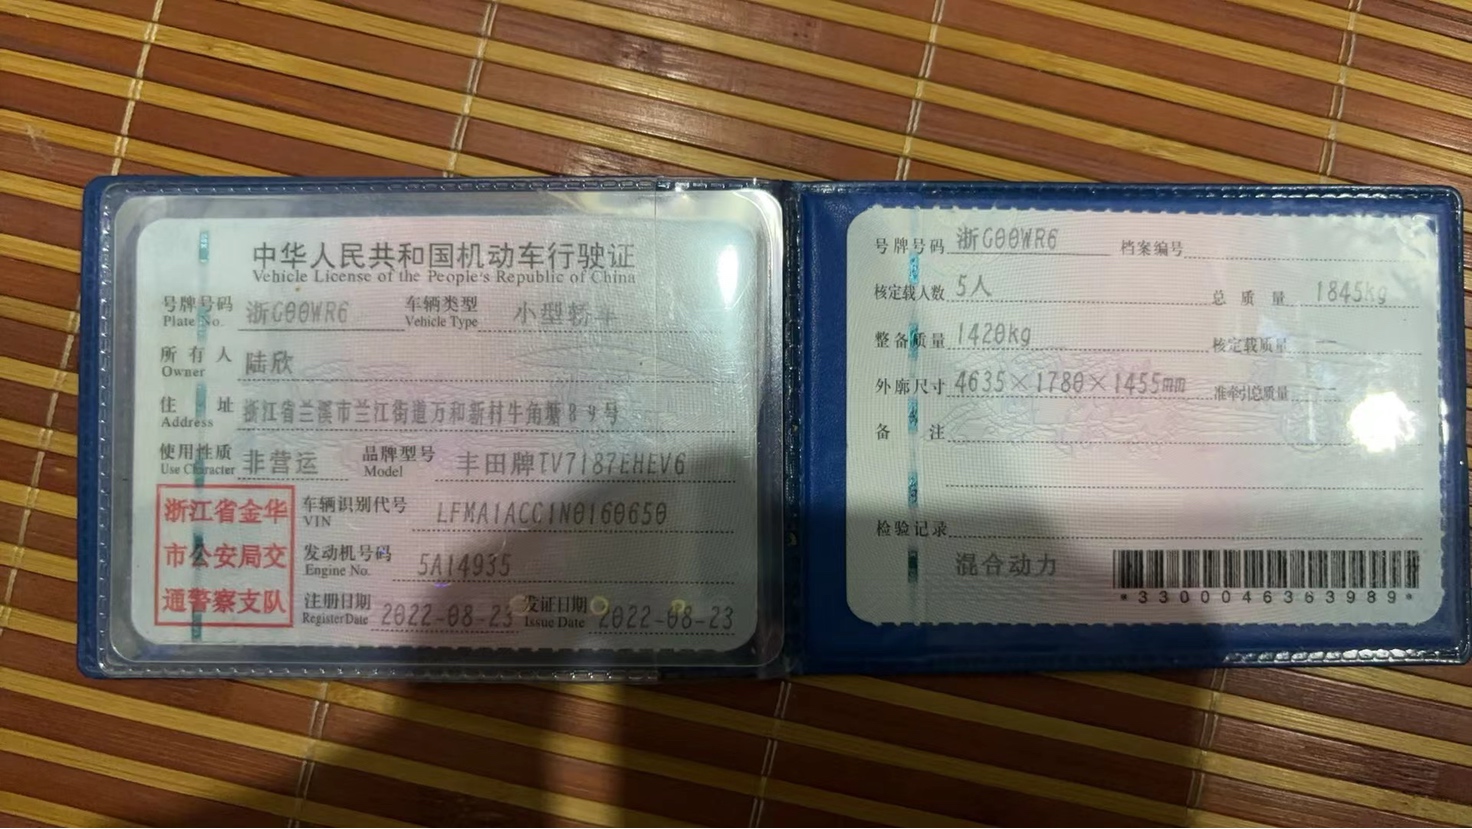 中华人民共和国机动车行驶证
Vehicle License of the People's Republic of China
号牌号码 浙G00WR6 车辆类型 小型轿车
Plate No. Vehicle Type
所有人 陆欣
Owner
住址 浙江省兰溪市兰江街道万和新村牛角塘89号
Address
使用性质 非营运 品牌型号 丰田牌TV7187EHEV6
Use Character Model
浙江省金华
市公安局交
通警察支队
车辆识别代号 LFMA1ACC1N0160650
VIN
发动机号码 5A14935
Engine No.
注册日期 2022-08-23 发证日期 2022-08-23
Register Date Issue Date
号牌号码 浙G00WR6 档案编号
核定载人数 5人 总质量 1845kg
整备质量 1420kg 核定载质量
外廓尺寸 4635×1780×1455mm 准牵引总质量
备注
检验记录
混合动力
*3300046363989*